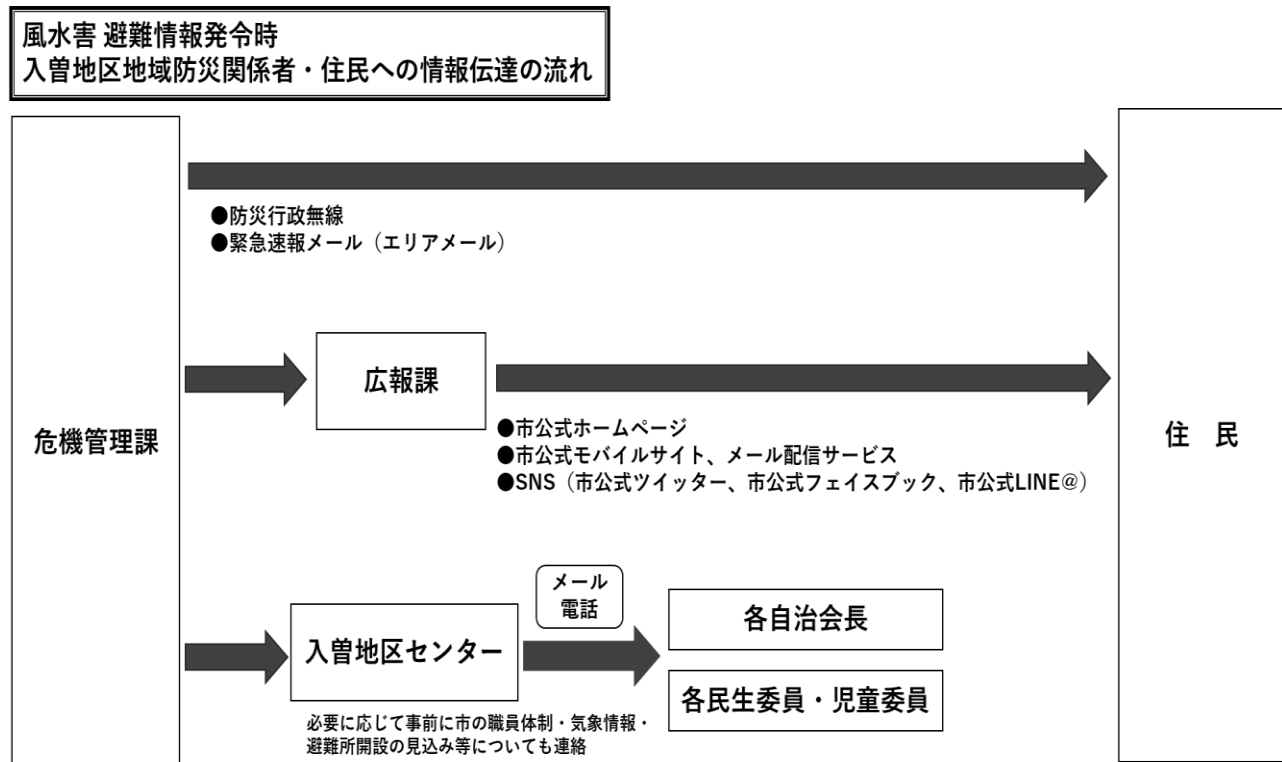 風水害 避難情報発令時
入曽地区地域防災関係者・住民への情報伝達の流れ
●防災行政無線
●緊急速報メール（エリアメール）
危機管理課
広報課
●市公式ホームページ
●市公式モバイルサイト、メール配信サービス
●SNS（市公式ツイッター、市公式フェイスブック、市公式LINE@）
住　民
入曽地区センター
必要に応じて事前に市の職員体制・気象情報・
避難所開設の見込み等についても連絡
メール
電話
各自治会長
各民生委員・児童委員